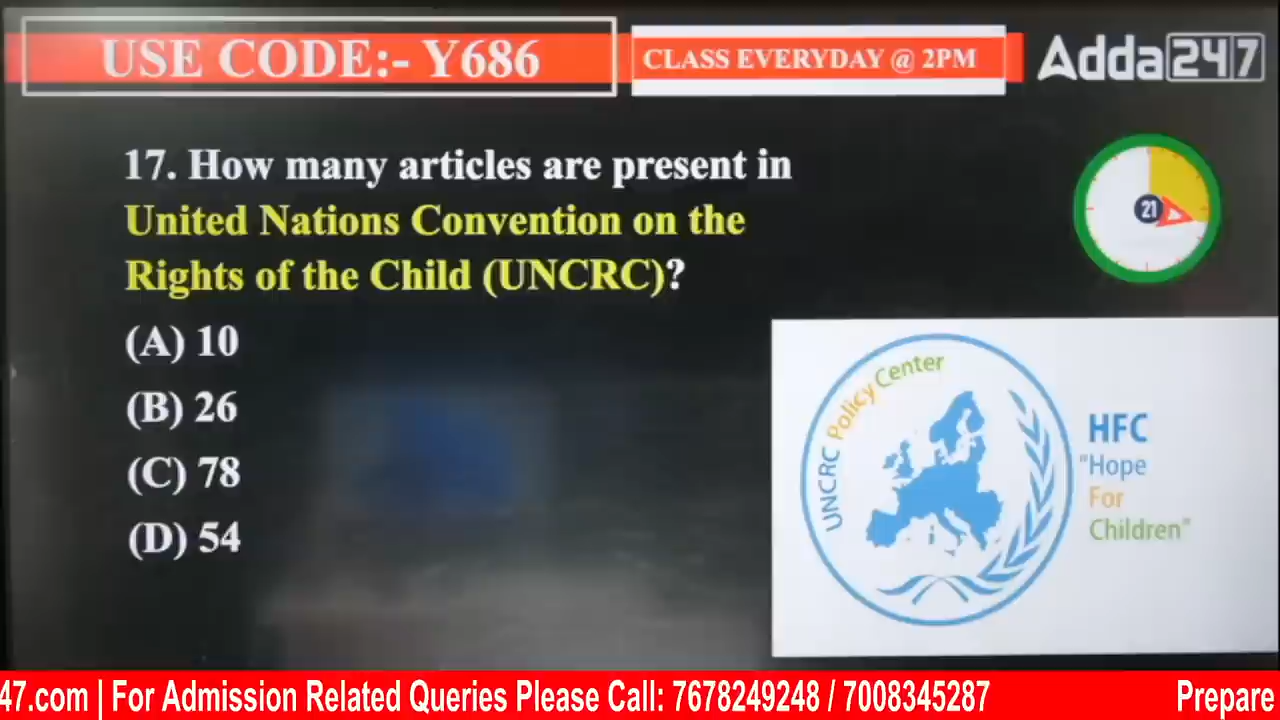 USE CODE:- Y686
CLASS EVERYDAY @ 2PM
Adda247
17. How many articles are present in
United Nations Convention on the
Rights of the Child (UNCRC)?
21
(A) 10
(B) 26
(C) 78
(D) 54
UNCRC Policy Center
HFC
"Hope
For
Children"
47.com | For Admission Related Queries Please Call: 7678249248 / 7008345287 Prepare